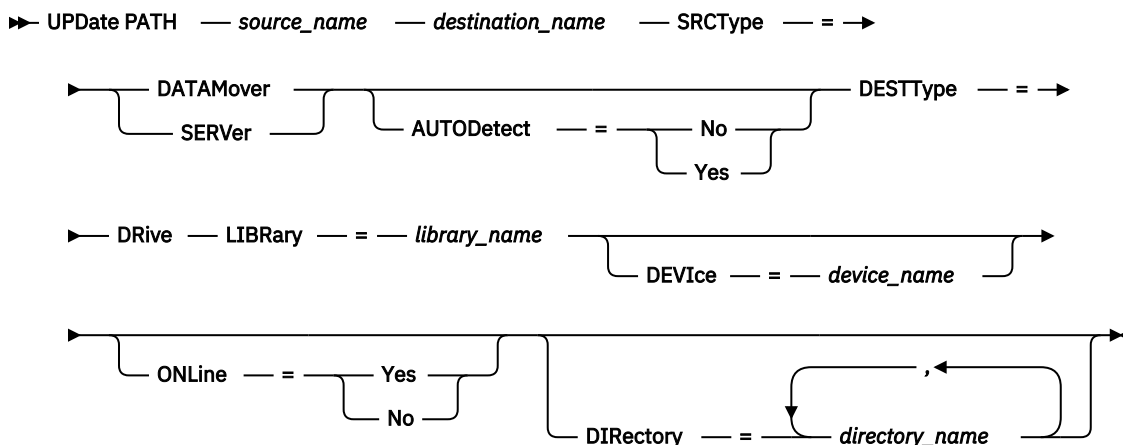 UPDate PATH source_name destination_name SRCType =
DATAMover DESTType =
SERVer AUTODetect = No
Yes
DRive LIBRary = library_name
DEVIce = device_name
ONLine = Yes ,
No
DIRectory = directory_name